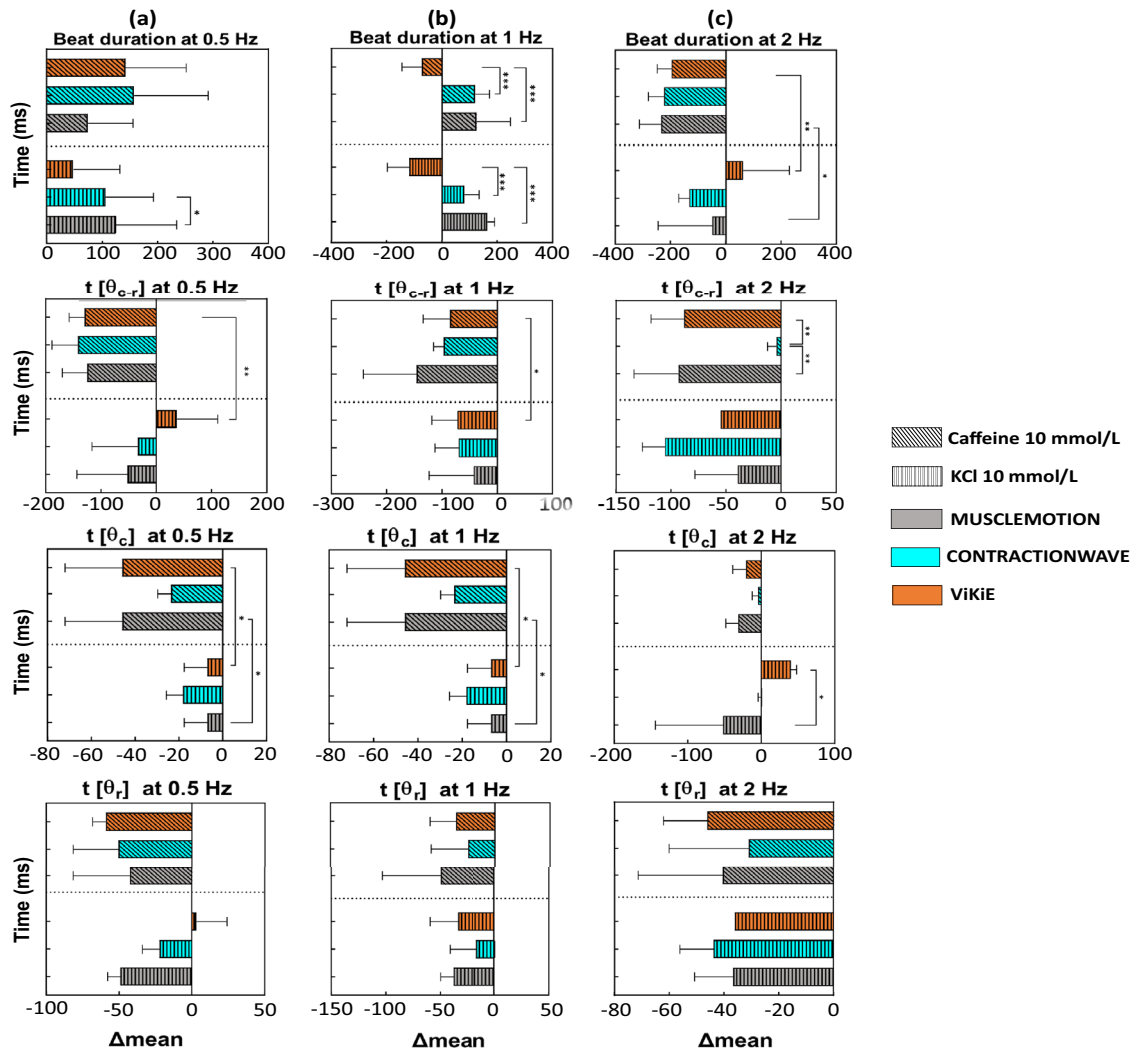 (a) (b) (c)
Beat duration at 0.5 Hz Beat duration at 1 Hz Beat duration at 2 Hz
Time (ms)
*
*** *** *** ***
** *
0 100 200 300 400
-400 -200 0 200 400
-400 -200 0 200 400
t [θc-r] at 0.5 Hz t [θc-r] at 1 Hz t [θc-r] at 2 Hz
Time (ms)
**
*
** **
-200 -100 0 100 200
-300 -200 -100 0 100
-150 -100 -50 0 50
Caffeine 10 mmol/L
KCl 10 mmol/L
MUSCLEMOTION
CONTRACTIONWAVE
ViKiE
t [θc] at 0.5 Hz t [θc] at 1 Hz t [θc] at 2 Hz
Time (ms)
* *
* *
*
-80 -60 -40 -20 0 20
-80 -60 -40 -20 0 20
-100 0 100
t [θr] at 0.5 Hz t [θr] at 1 Hz t [θr] at 2 Hz
Time (ms)
-100 -50 0 50
-150 -100 -50 0 50
-80 -60 -40 -20 0
Δmean Δmean Δmean